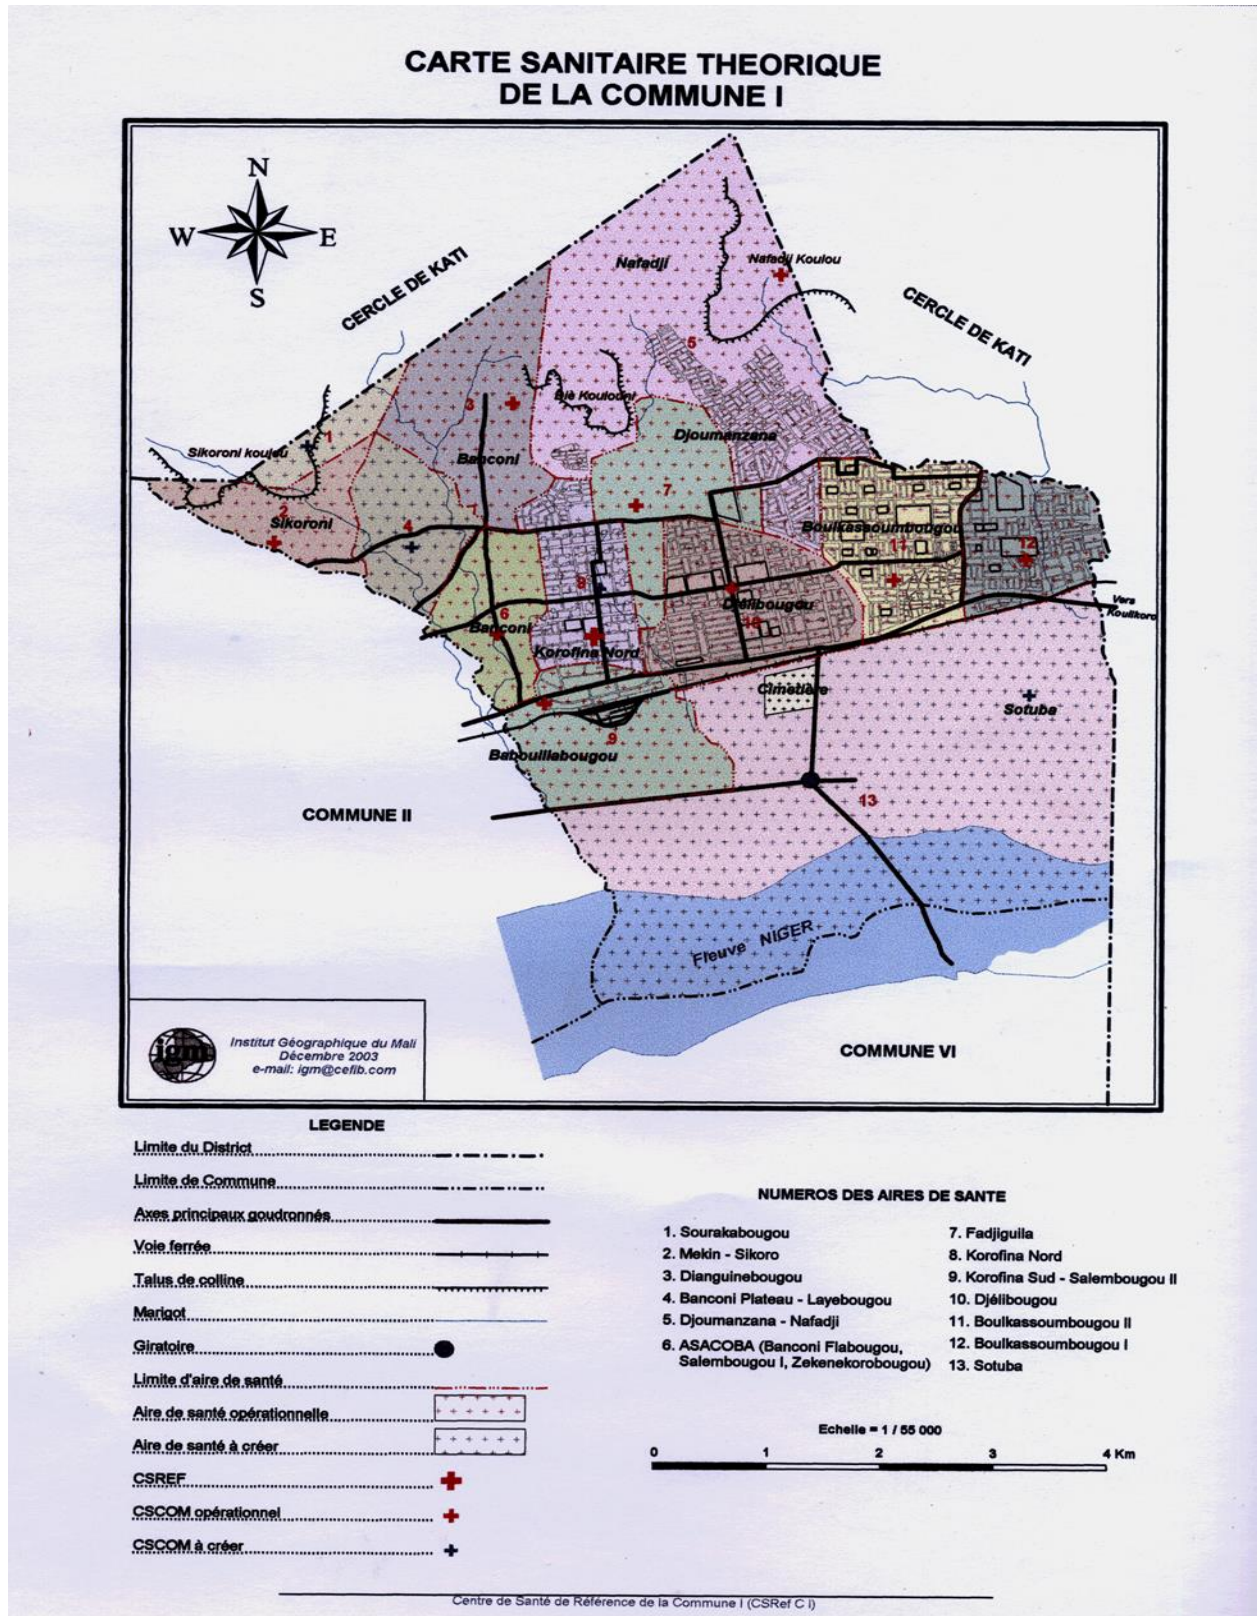 CARTE SANITAIRE THEORIQUE
DE LA COMMUNE I
N
W
E
S
CERCLE DE KATI
CERCLE DE KATI
Nafadji
Nafadji Koulou
5
Djè Koulouni
Djoumanzana
3
Banconi
1
Sikoroni koulou
2
Sikoroni
4
7
Boulkassoumbougou
11
12
8
Djélibougou
10
6
Banconi
Korofina Nord
Vers
Koulikoro
Cimetière
Sotuba
9
Babouillabougou
13
COMMUNE II
Fleuve NIGER
COMMUNE VI
igm
Institut Géographique du Mali
Décembre 2003
e-mail: igm@cefib.com
LEGENDE
Limite du District
Limite de Commune
Axes principaux goudronnés
Voie ferrée
Talus de colline
Marigot
Giratoire
Limite d'aire de santé
Aire de santé opérationnelle
Aire de santé à créer
CSREF
CSCOM opérationnel
CSCOM à créer
NUMEROS DES AIRES DE SANTE
1. Sourakabougou
2. Mekin - Sikoro
3. Dianguinebougou
4. Banconi Plateau - Layebougou
5. Djoumanzana - Nafadji
6. ASACOBA (Banconi Flabougou,
Salembougou I, Zekenekorobougou)
7. Fadjiguila
8. Korofina Nord
9. Korofina Sud - Salembougou II
10. Djélibougou
11. Boulkassoumbougou II
12. Boulkassoumbougou I
13. Sotuba
Echelle = 1 / 55 000
0 1 2 3 4 Km
Centre de Santé de Référence de la Commune I (CSRef C I)